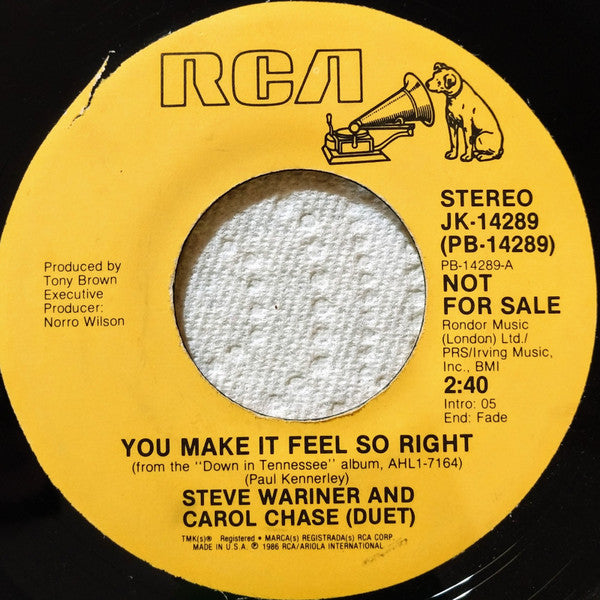 RCA
STEREO
JK-14289
(PB-14289)
PB-14289-A
NOT
FOR SALE
Rondor Music
(London) Ltd./
PRS/Irving Music,
Inc., BMI
2:40
Intro: 05
End: Fade
Produced by
Tony Brown
Executive
Producer:
Norro Wilson
YOU MAKE IT FEEL SO RIGHT
(from the "Down in Tennessee" album, AHL1-7164)
(Paul Kennerley)
STEVE WARINER AND
CAROL CHASE (DUET)
TMK(s)® Registered • MARCA(s) REGISTRADA(s) RCA CORP.
MADE IN U.S.A. ℗ 1986 RCA/ARIOLA INTERNATIONAL